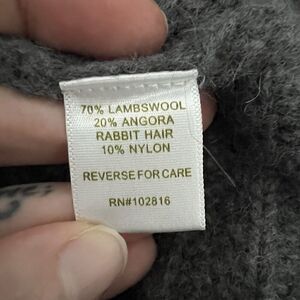 70% LAMBSWOOL
20% ANGORA
RABBIT HAIR
10% NYLON
REVERSE FOR CARE
RN#102816